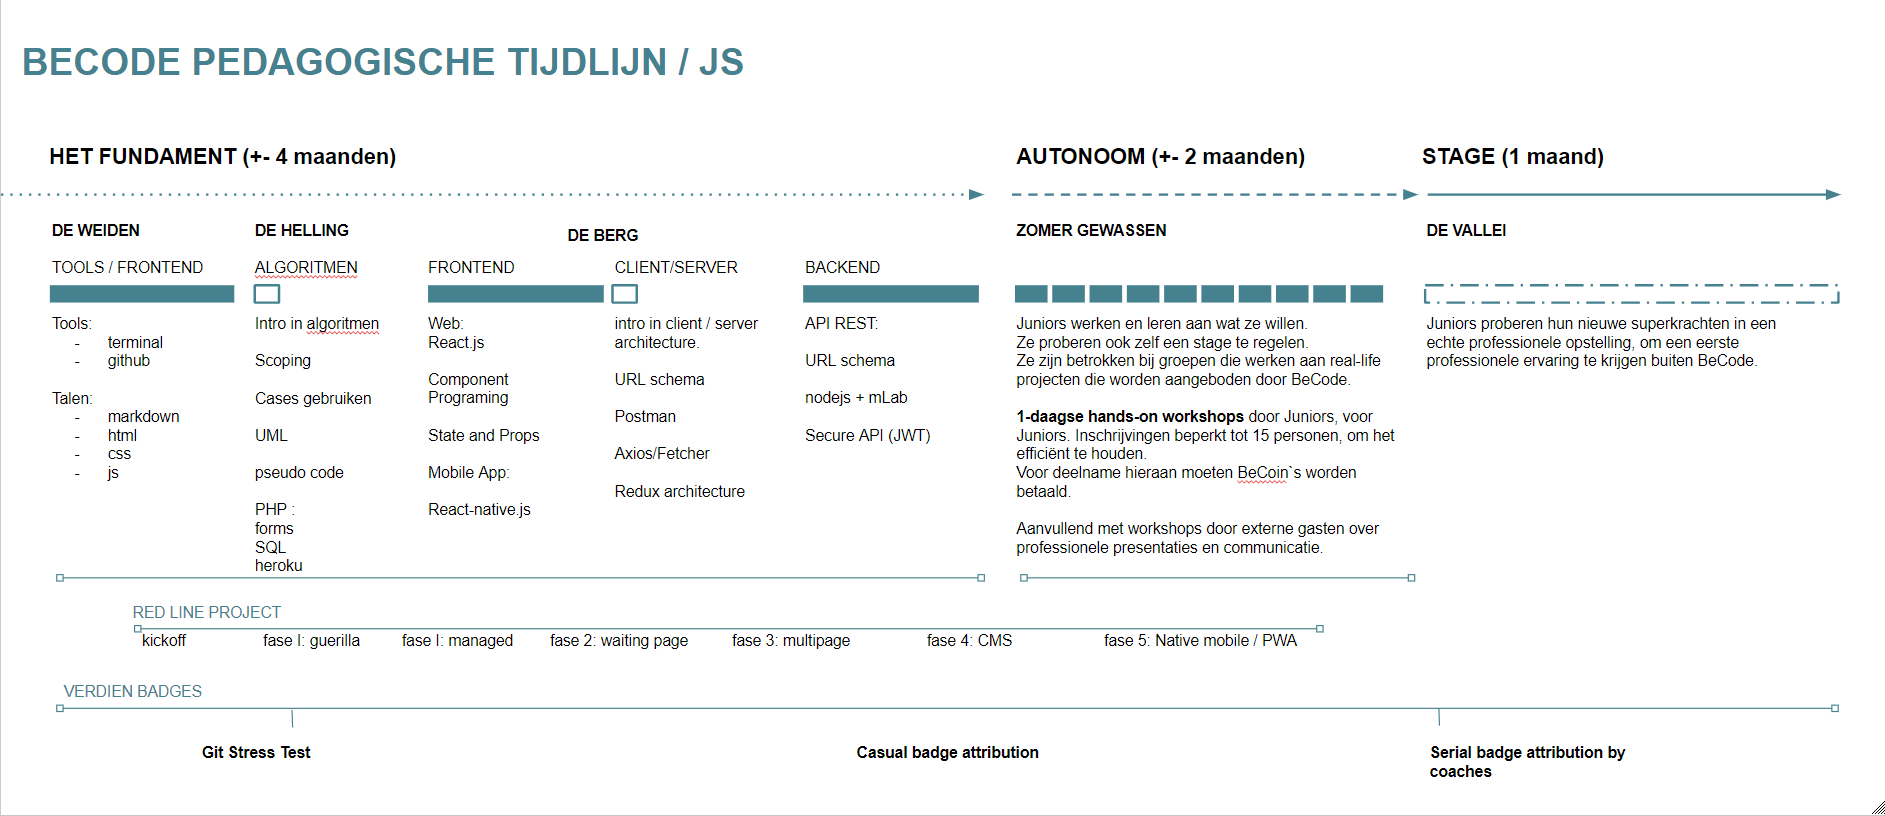 BECODE PEDAGOGISCHE TIJDLIJN / JS
HET FUNDAMENT (+- 4 maanden)
AUTONOOM (+- 2 maanden)
STAGE (1 maand)
DE WEIDEN
DE HELLING
DE BERG
ZOMER GEWASSEN
DE VALLEI
TOOLS / FRONTEND
Tools:
- terminal
- github
Talen:
- markdown
- html
- css
- js
ALGORITMEN
Intro in algoritmen
Scoping
Cases gebruiken
UML
pseudo code
PHP :
forms
SQL
heroku
FRONTEND
Web:
React.js
Component
Programing
State and Props
Mobile App:
React-native.js
CLIENT/SERVER
intro in client / server
architecture.
URL schema
Postman
Axios/Fetcher
Redux architecture
BACKEND
API REST:
URL schema
nodejs + mLab
Secure API (JWT)
Juniors werken en leren aan wat ze willen.
Ze proberen ook zelf een stage te regelen.
Ze zijn betrokken bij groepen die werken aan real-life
projecten die worden aangeboden door BeCode.
1-daagse hands-on workshops door Juniors, voor
Juniors. Inschrijvingen beperkt tot 15 personen, om het
efficiënt te houden.
Voor deelname hieraan moeten BeCoin`s worden
betaald.
Aanvullend met workshops door externe gasten over
professionele presentaties en communicatie.
Juniors proberen hun nieuwe superkrachten in een
echte professionele opstelling, om een eerste
professionele ervaring te krijgen buiten BeCode.
RED LINE PROJECT
kickoff
fase I: guerilla
fase I: managed
fase 2: waiting page
fase 3: multipage
fase 4: CMS
fase 5: Native mobile / PWA
VERDIEN BADGES
Git Stress Test
Casual badge attribution
Serial badge attribution by
coaches